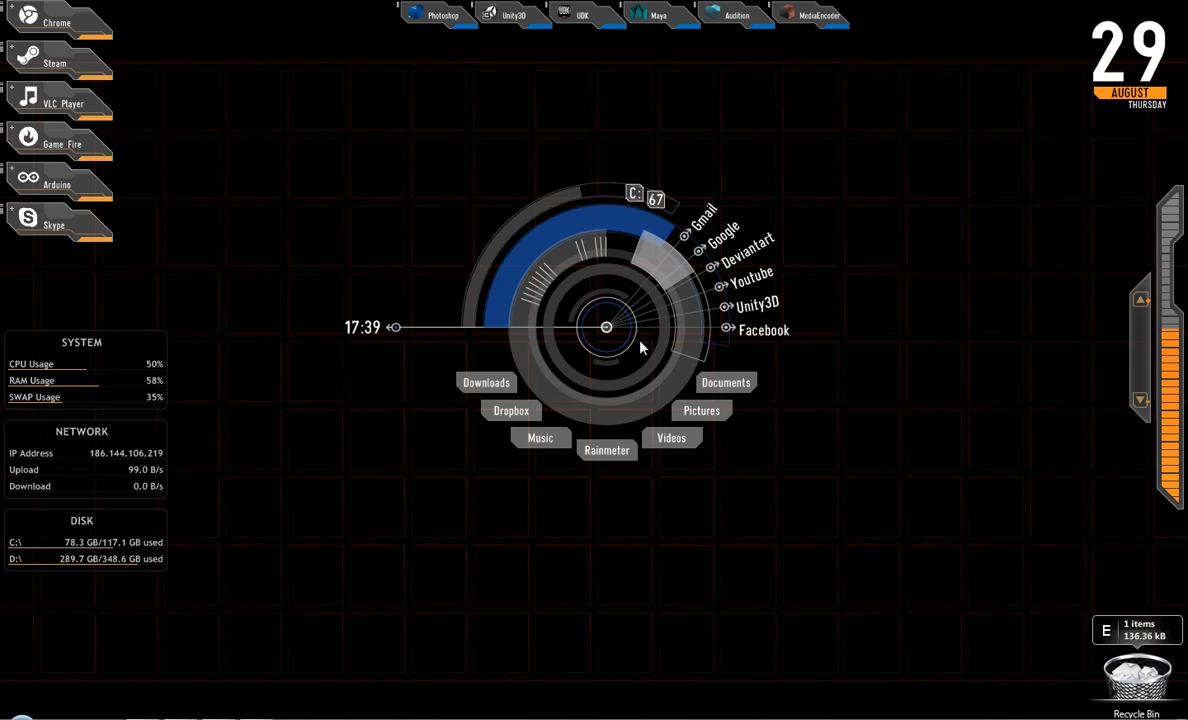 Chrome
Steam
VLC Player
Game Fire
Arduino
Skype
Photoshop
Unity3D
UDK
UDK
Maya
Audition
MediaEncoder
29
AUGUST
THURSDAY
C: 67
Gmail
Google
Deviantart
Youtube
Unity3D
Facebook
17:39
Downloads
Dropbox
Music
Rainmeter
Videos
Pictures
Documents
SYSTEM
CPU Usage 50%
RAM Usage 58%
SWAP Usage 35%
NETWORK
IP Address 186.144.106.219
Upload 99.0 B/s
Download 0.0 B/s
DISK
C:\ 78.3 GB/117.1 GB used
D:\ 289.7 GB/348.6 GB used
E
1 items
136.36 kB
Recycle Bin